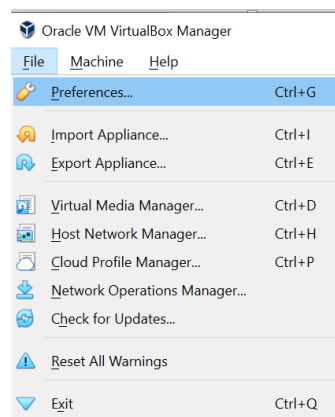 Oracle VM VirtualBox Manager
File Machine Help
Preferences... Ctrl+G
Import Appliance... Ctrl+I
Export Appliance... Ctrl+E
Virtual Media Manager... Ctrl+D
Host Network Manager... Ctrl+H
Cloud Profile Manager... Ctrl+P
Network Operations Manager...
Check for Updates...
Reset All Warnings
Exit Ctrl+Q